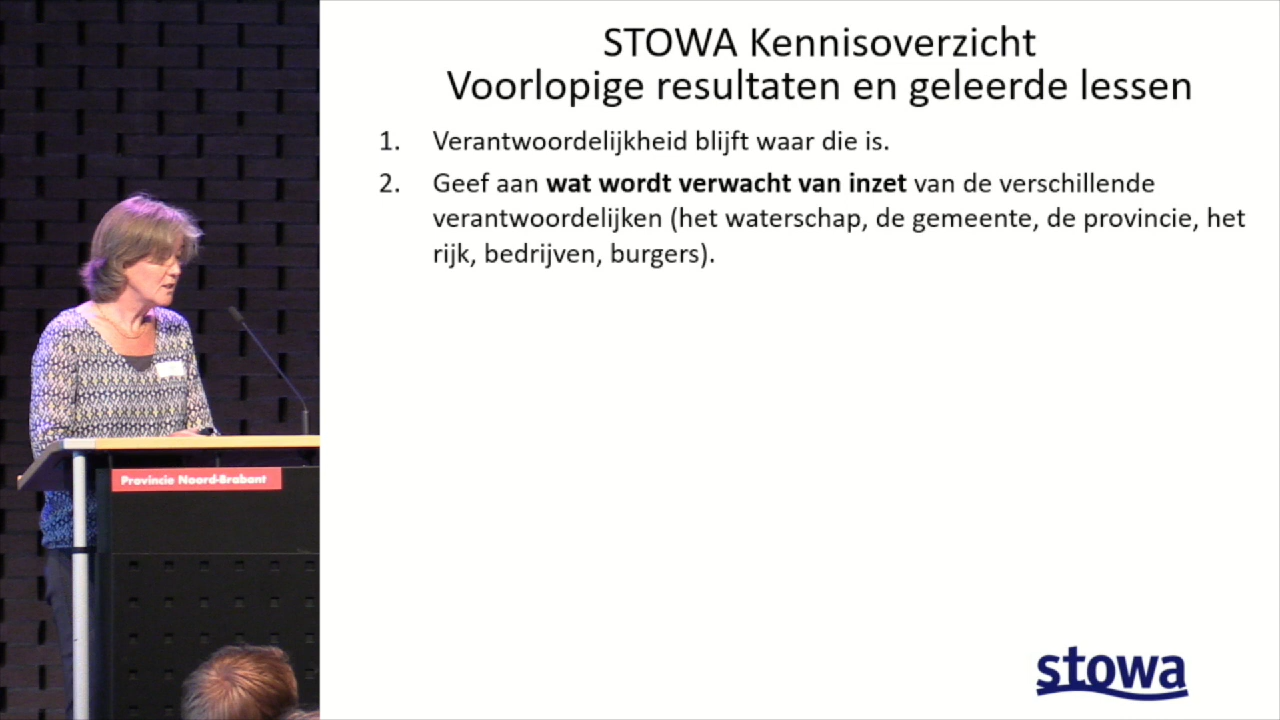 STOWA Kennisoverzicht
Voorlopige resultaten en geleerde lessen
1. Verantwoordelijkheid blijft waar die is.
2. Geef aan wat wordt verwacht van inzet van de verschillende
verantwoordelijken (het waterschap, de gemeente, de provincie, het
rijk, bedrijven, burgers).
Provincie Noord-Brabant
stowa